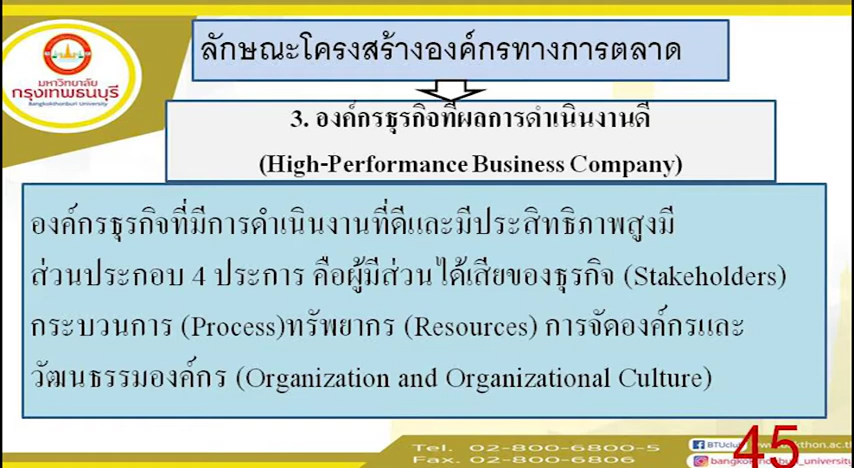 มหาวิทยาลัย
กรุงเทพธนบุรี
Bangkokthonburi University
ลักษณะโครงสร้างองค์กรทางการตลาด
3. องค์กรธุรกิจที่ผลการดำเนินงานดี
(High-Performance Business Company)
องค์กรธุรกิจที่มีการดำเนินงานที่ดีและมีประสิทธิภาพสูงมี
ส่วนประกอบ 4 ประการ คือผู้มีส่วนได้เสียของธุรกิจ (Stakeholders)
กระบวนการ (Process)ทรัพยากร (Resources) การจัดองค์กรและ
วัฒนธรรมองค์กร (Organization and Organizational Culture)
Tel. 02-800-6800-5
Fax. 02-800-6806
BTUclub
bangkokthonburi_university
45